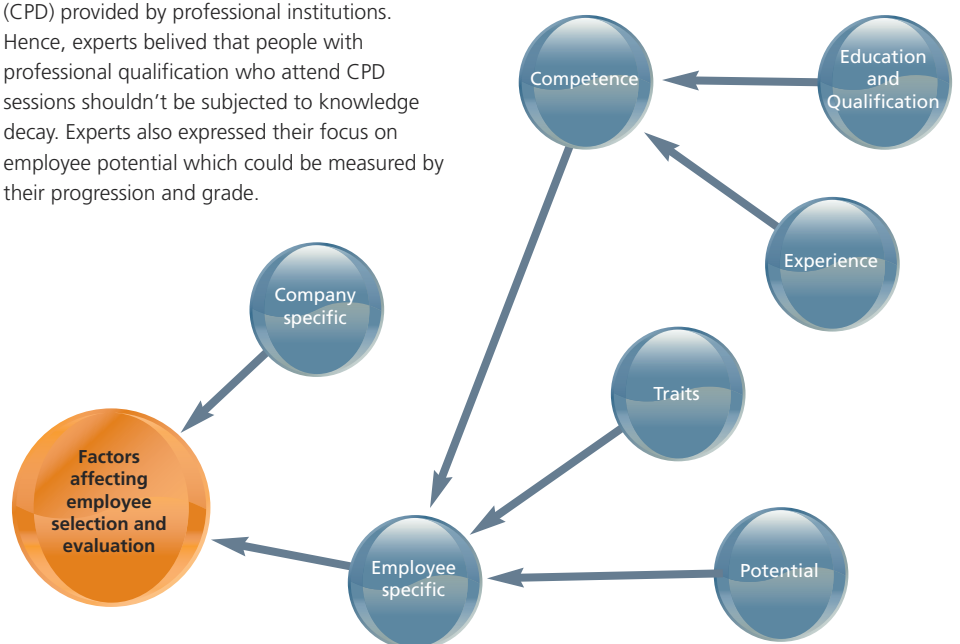 (CPD) provided by professional institutions.
Hence, experts belived that people with
professional qualification who attend CPD
sessions shouldn’t be subjected to knowledge
decay. Experts also expressed their focus on
employee potential which could be measured by
their progression and grade.
Competence
Education
and
Qualification
Experience
Company
specific
Traits
Factors
affecting
employee
selection and
evaluation
Employee
specific
Potential